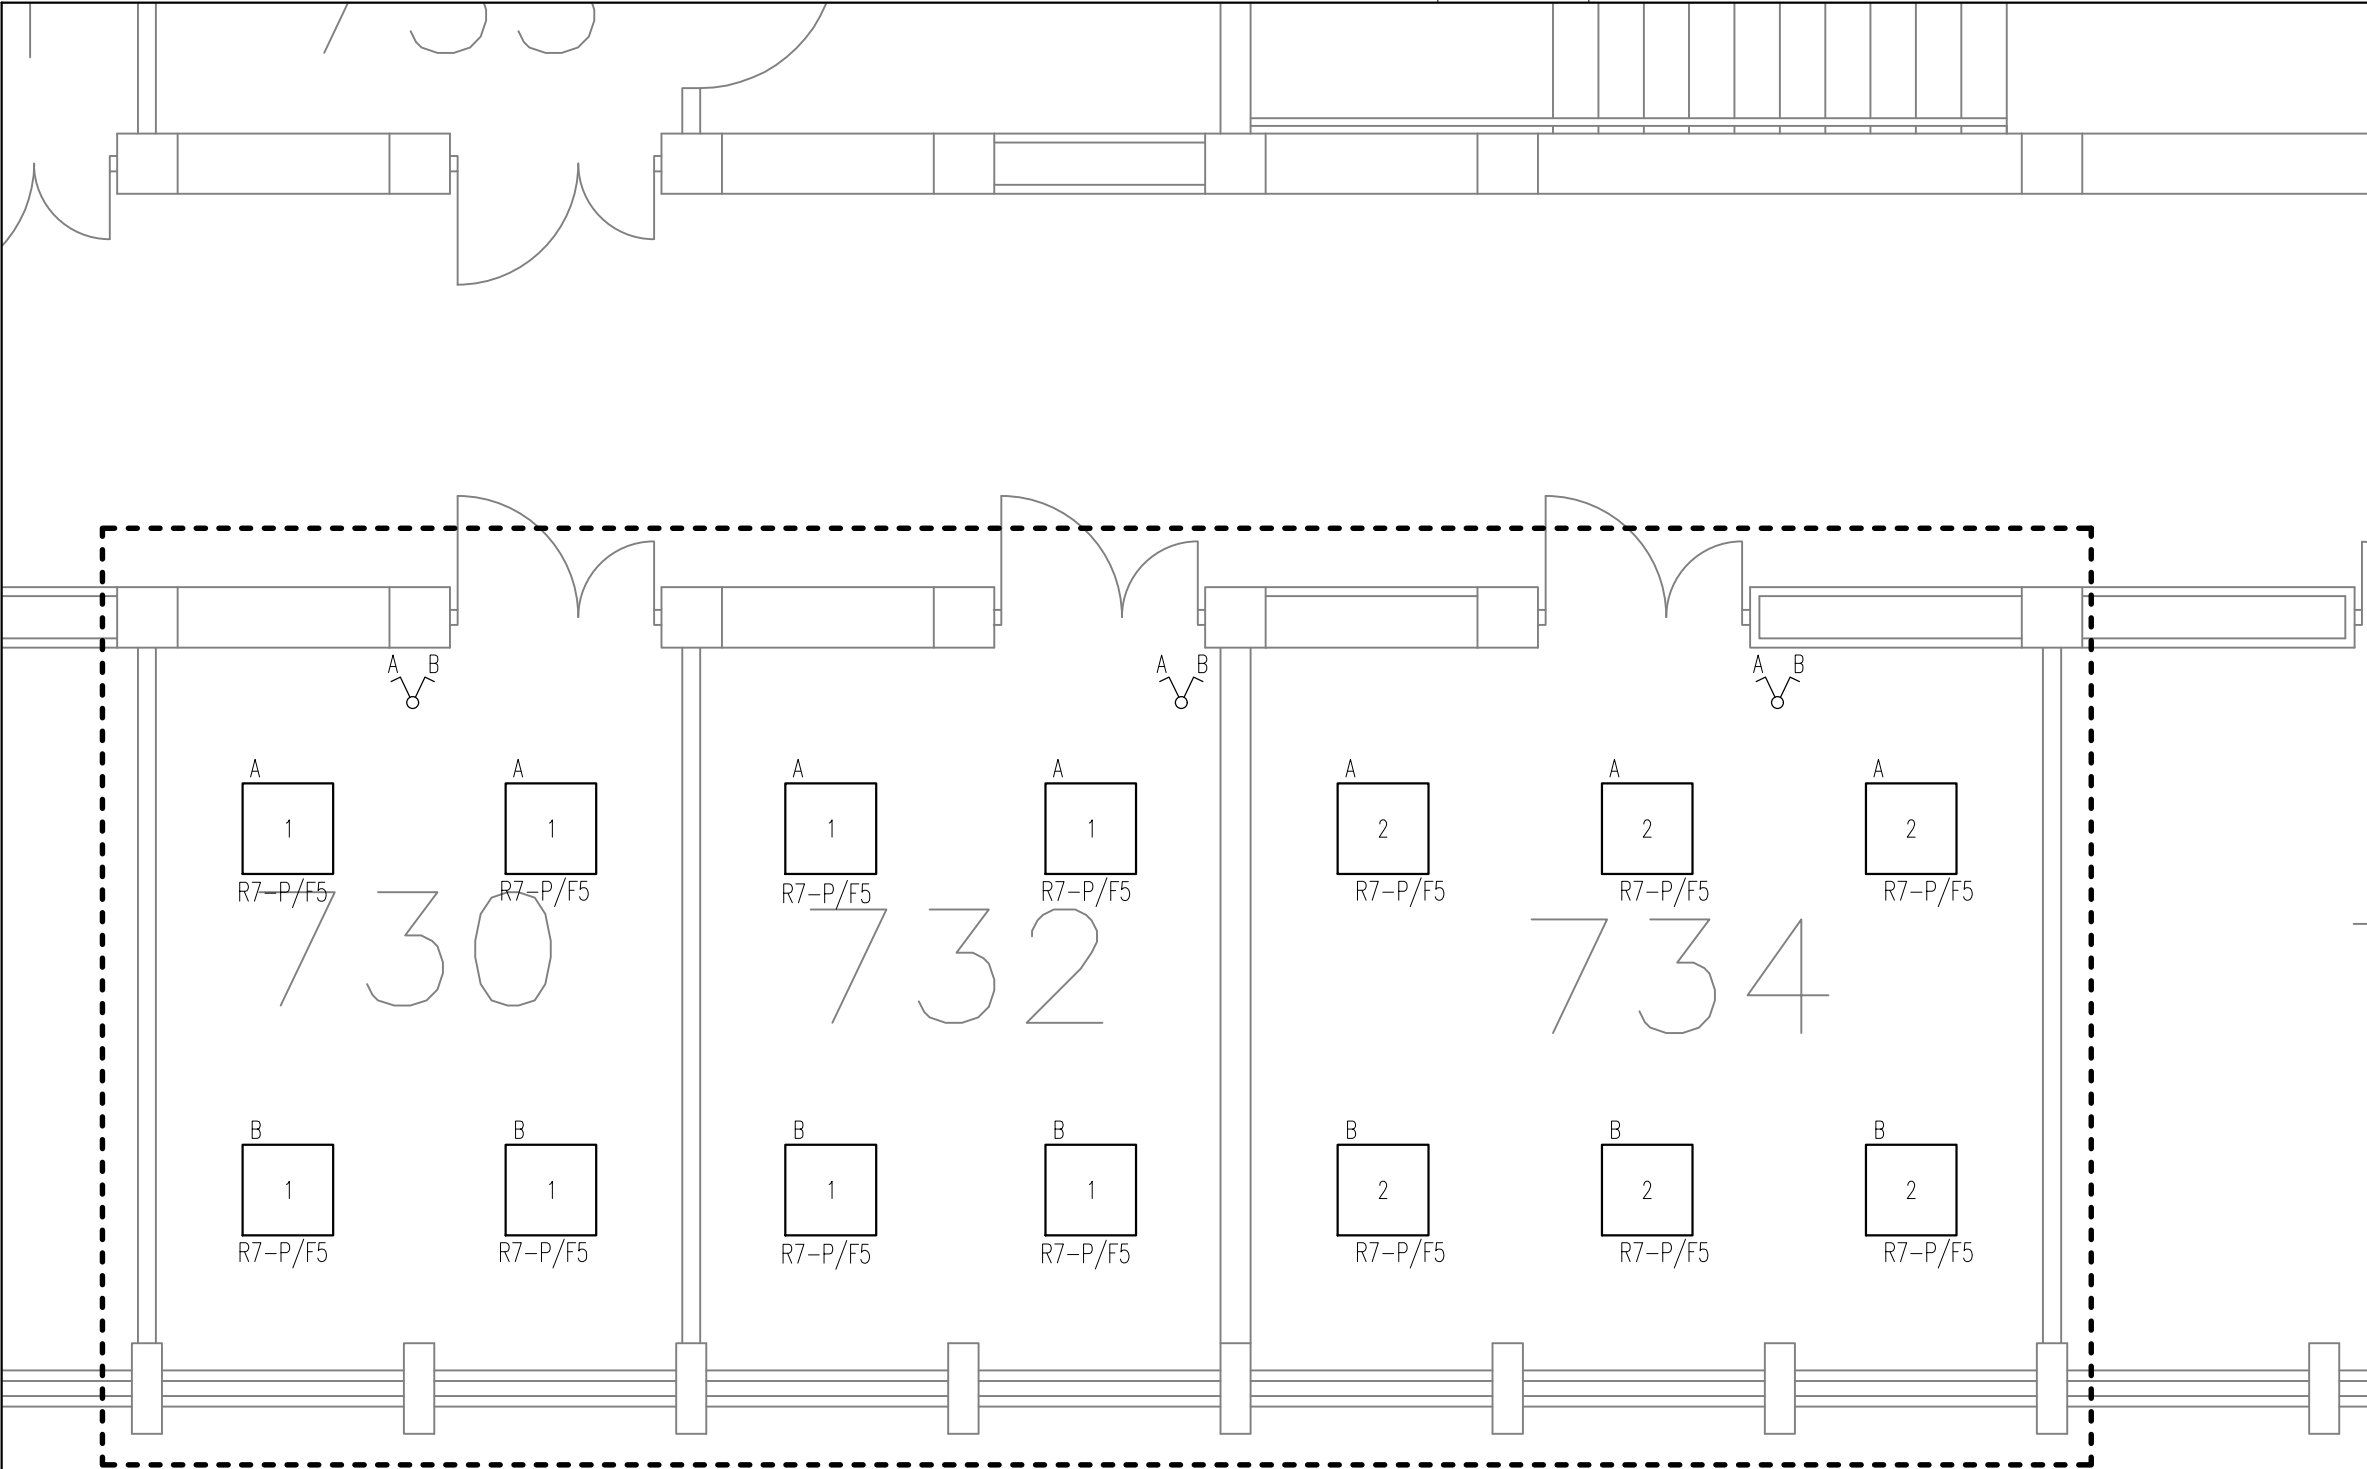 A B A B A B
A A A A A A A
1 1 1 1 2 2 2
R7-P/F5 R7-P/F5 R7-P/F5 R7-P/F5 R7-P/F5 R7-P/F5 R7-P/F5
730 732 734
B B B B B B B
1 1 1 1 2 2 2
R7-P/F5 R7-P/F5 R7-P/F5 R7-P/F5 R7-P/F5 R7-P/F5 R7-P/F5